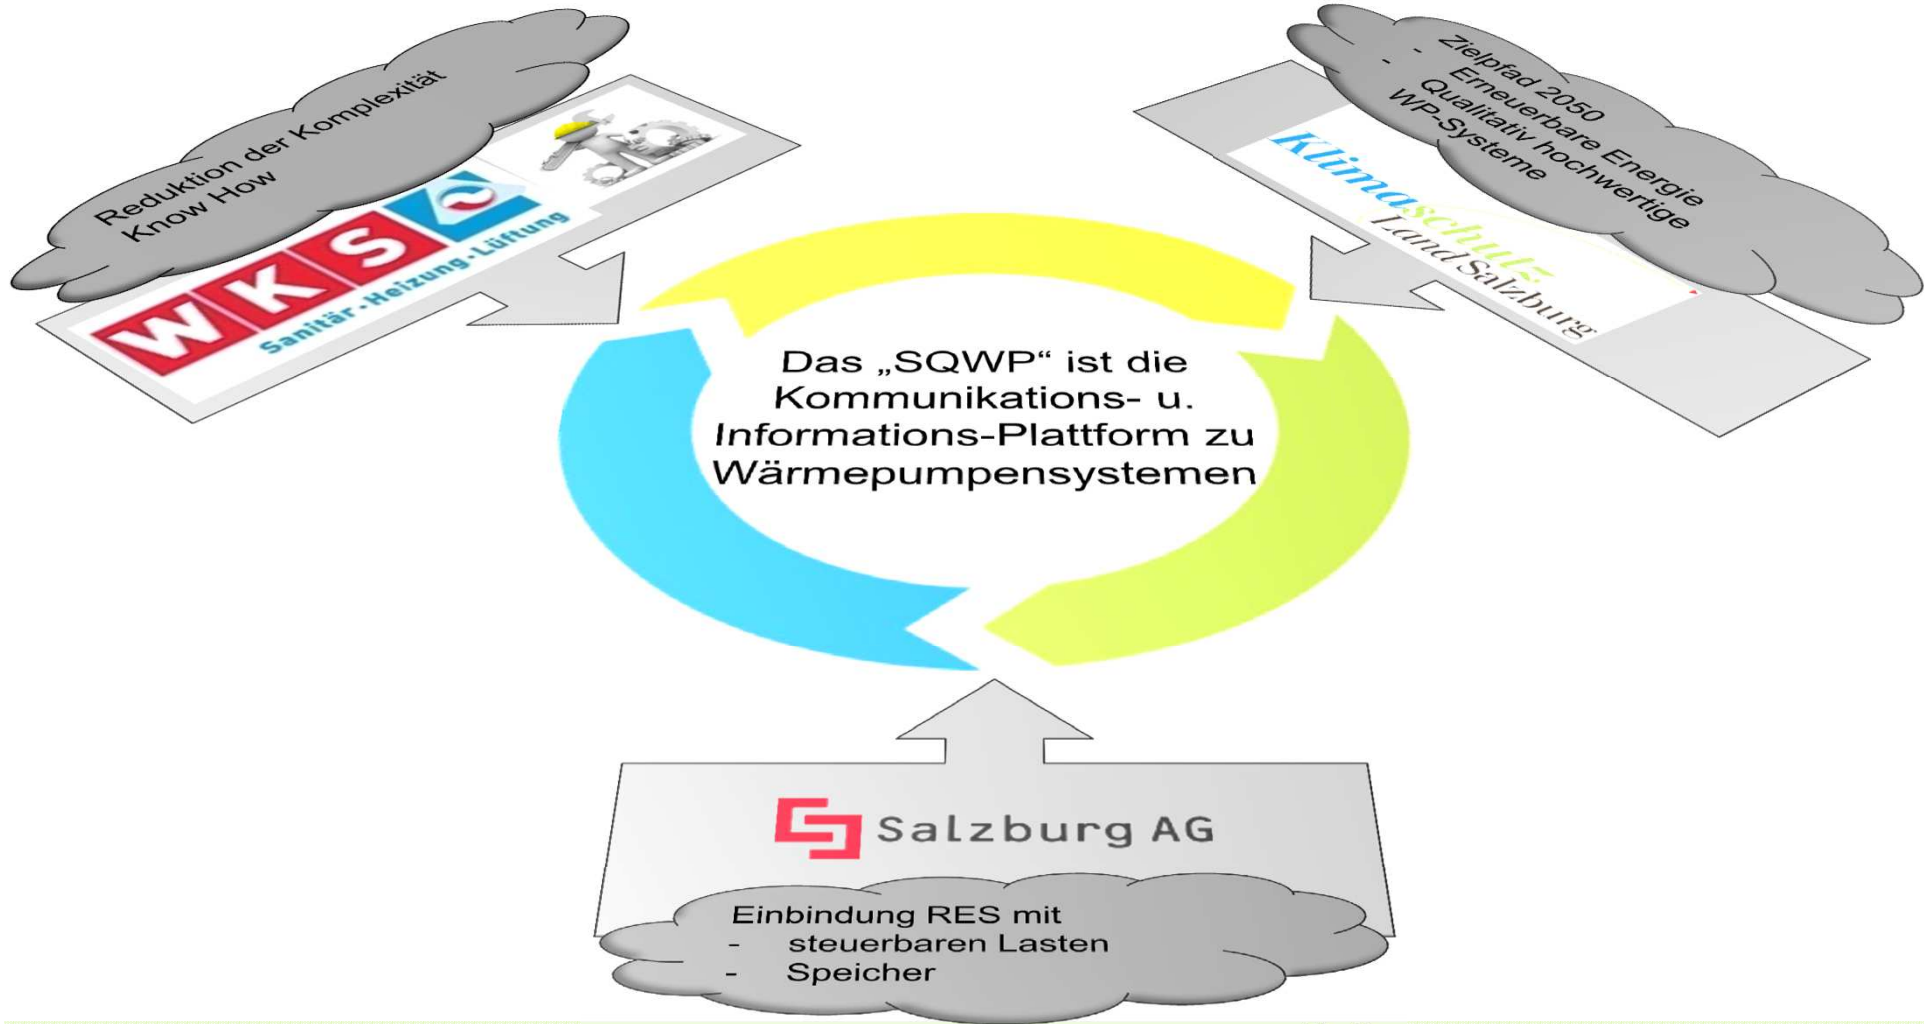 Reduktion der Komplexität
Know How
WKS
Sanitär·Heizung·Lüftung
Zielpfad 2050
- Erneuerbare Energie
- Qualitativ hochwertige
WP-Systeme
Klimaschutz
Land Salzburg
Das „SQWP“ ist die
Kommunikations- u.
Informations-Plattform zu
Wärmepumpensystemen
Salzburg AG
Einbindung RES mit
- steuerbaren Lasten
- Speicher